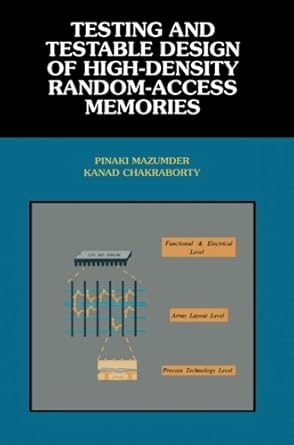 TESTING AND
TESTABLE DESIGN
OF HIGH-DENSITY
RANDOM-ACCESS
MEMORIES
PINAKI MAZUMDER
KANAD CHAKRABORTY
Functional & Electrical
Level
Array Layout Level
Process Technology Level